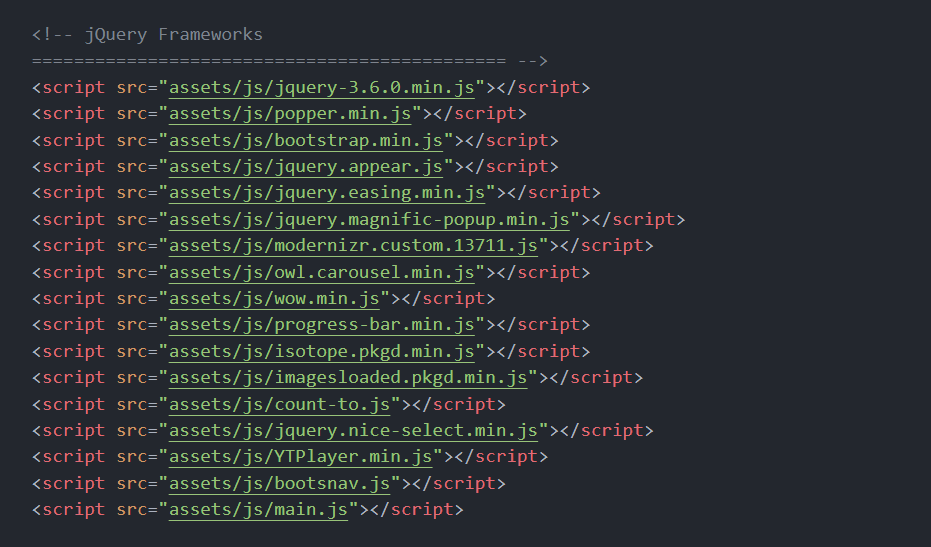 <!-- jQuery Frameworks
============================================= -->
<script src="assets/js/jquery-3.6.0.min.js"></script>
<script src="assets/js/popper.min.js"></script>
<script src="assets/js/bootstrap.min.js"></script>
<script src="assets/js/jquery.appear.js"></script>
<script src="assets/js/jquery.easing.min.js"></script>
<script src="assets/js/jquery.magnific-popup.min.js"></script>
<script src="assets/js/modernizr.custom.13711.js"></script>
<script src="assets/js/owl.carousel.min.js"></script>
<script src="assets/js/wow.min.js"></script>
<script src="assets/js/progress-bar.min.js"></script>
<script src="assets/js/isotope.pkgd.min.js"></script>
<script src="assets/js/imagesloaded.pkgd.min.js"></script>
<script src="assets/js/count-to.js"></script>
<script src="assets/js/jquery.nice-select.min.js"></script>
<script src="assets/js/YTPlayer.min.js"></script>
<script src="assets/js/bootsnav.js"></script>
<script src="assets/js/main.js"></script>